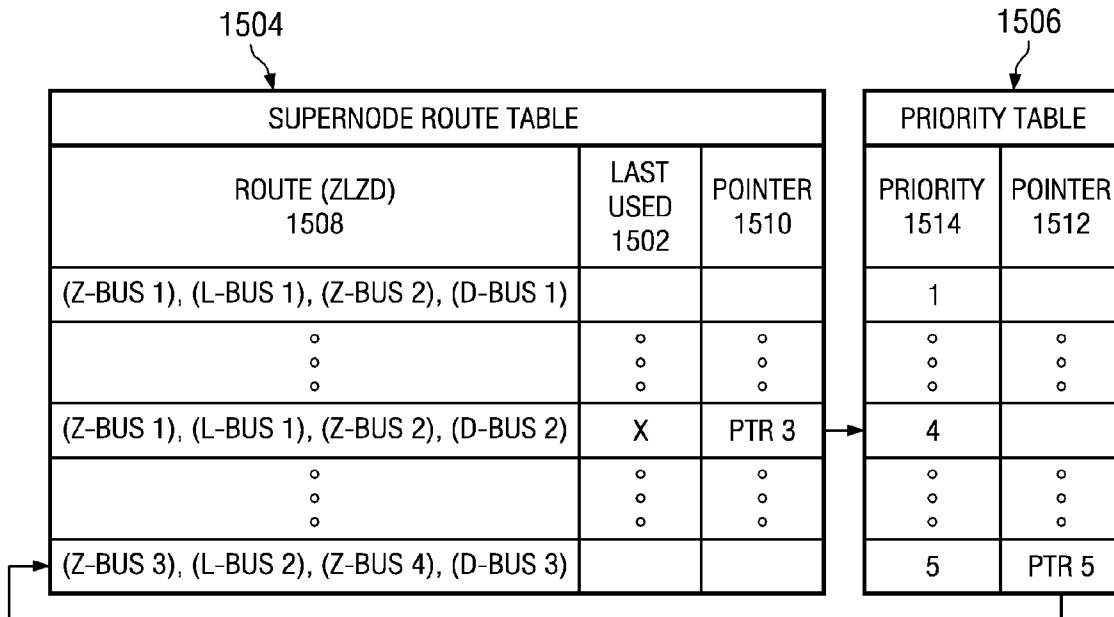 1504
1506
SUPERNODE ROUTE TABLE
PRIORITY TABLE
ROUTE (ZLZD)
1508
LAST
USED
1502
POINTER
1510
PRIORITY
1514
POINTER
1512
(Z-BUS 1), (L-BUS 1), (Z-BUS 2), (D-BUS 1)
1
(Z-BUS 1), (L-BUS 1), (Z-BUS 2), (D-BUS 2)
X
PTR 3
4
(Z-BUS 3), (L-BUS 2), (Z-BUS 4), (D-BUS 3)
5
PTR 5